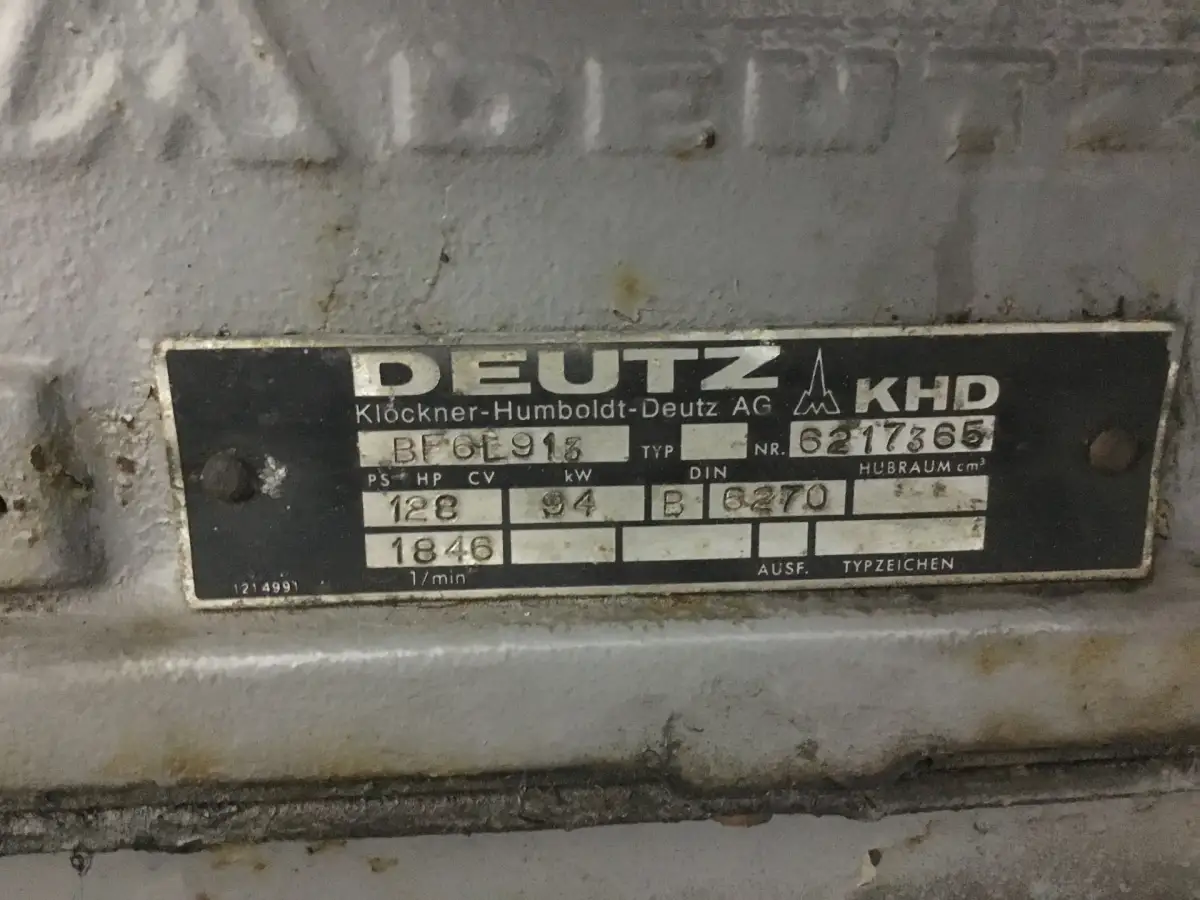 DEUTZ
DEUTZ KHD
Klöckner-Humboldt-Deutz AG
BF6L913 TYP NR. 6217365
PS HP CV kW DIN HUBRAUM cm³
128 94 B 6270
1846
1/min AUSF. TYPZEICHEN
1214991